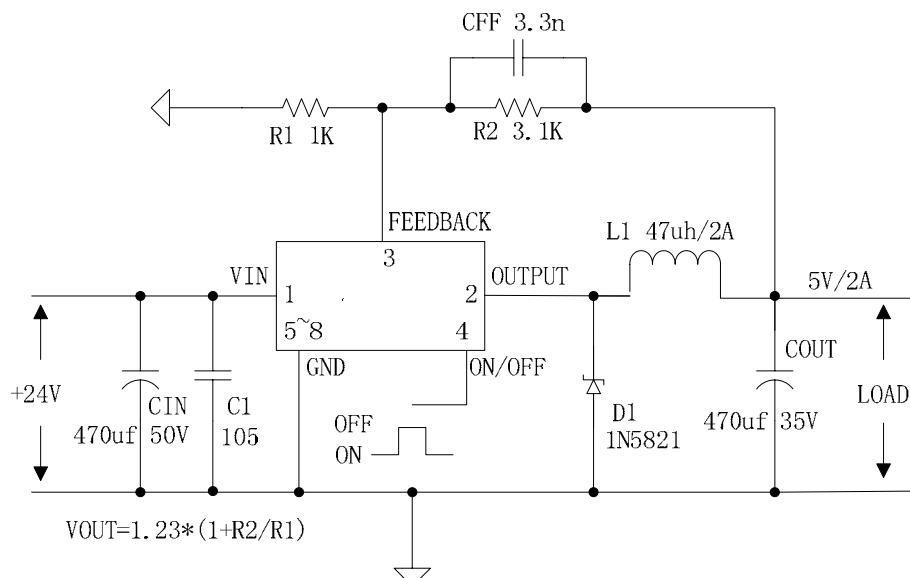 CFF 3.3n
R1 1K
R2 3.1K
FEEDBACK
3
L1 47uh/2A
VIN
OUTPUT
5V/2A
1
2
5~8
4
GND
ON/OFF
COUT
+24V
CIN
C1
LOAD
470uf 50V
105
OFF
ON
D1
1N5821
470uf 35V
VOUT=1.23*(1+R2/R1)